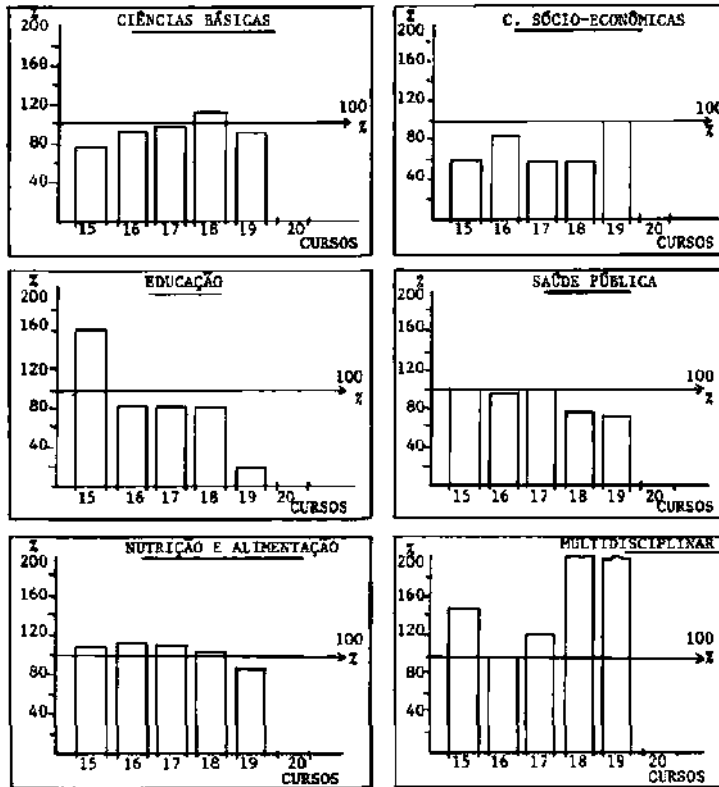 CIÊNCIAS BÁSICAS
%
200
160
120
80
40
100
%
15 16 17 18 19 20
CURSOS
C. SÓCIO-ECONÔMICAS
%
200
160
120
80
40
100
%
15 16 17 18 19 20
CURSOS
EDUCAÇÃO
%
200
160
120
80
40
100
%
15 16 17 18 19 20
CURSOS
SAÚDE PÚBLICA
%
200
160
120
80
40
100
%
15 16 17 18 19 20
CURSOS
NUTRIÇÃO E ALIMENTAÇÃO
%
200
160
120
80
40
100
%
15 16 17 18 19 20
CURSOS
MULTIDISCIPLINAR
%
200
160
120
80
40
100
%
15 16 17 18 19 20
CURSOS